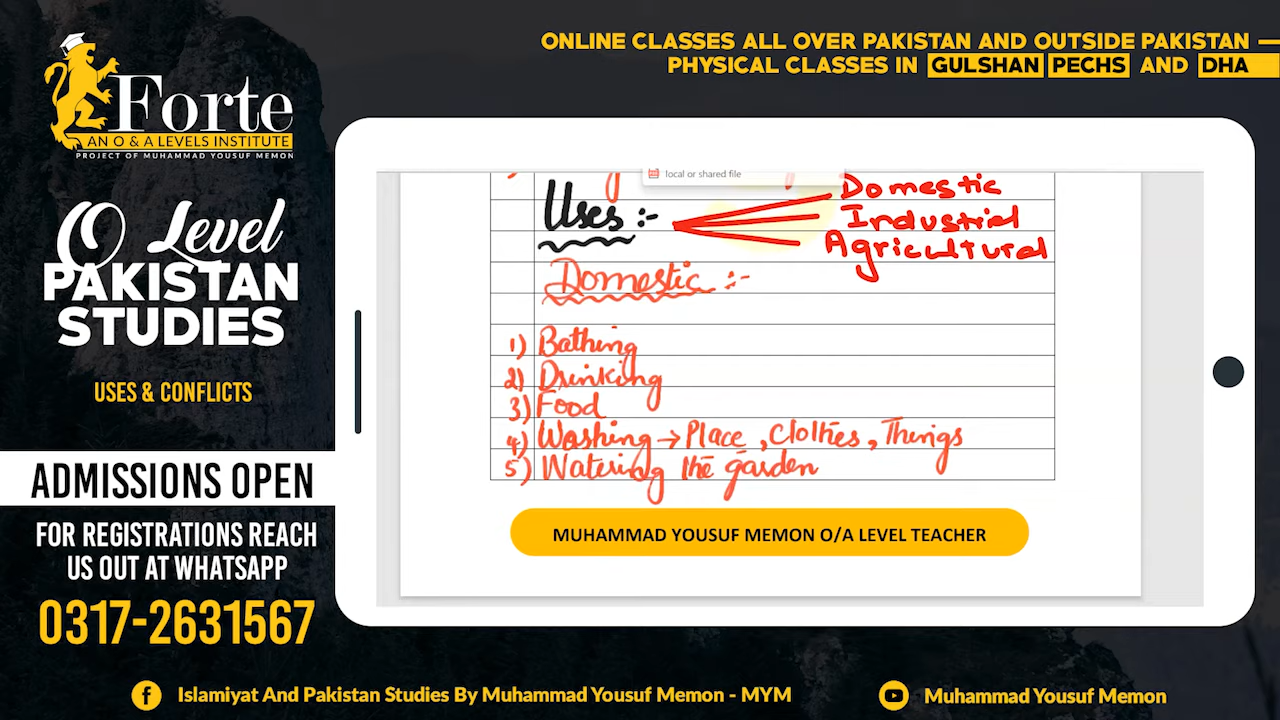 Forte
AN O & A LEVELS INSTITUTE
PROJECT OF MUHAMMAD YOUSUF MEMON
O Level
PAKISTAN
STUDIES
USES & CONFLICTS
ADMISSIONS OPEN
FOR REGISTRATIONS REACH
US OUT AT WHATSAPP
0317-2631567
ONLINE CLASSES ALL OVER PAKISTAN AND OUTSIDE PAKISTAN
PHYSICAL CLASSES IN GULSHAN PECHS AND DHA
local or shared file
Uses :-
Domestic
Industrial
Agricultural
Domestic :-
1) Bathing
2) Drinking
3) Food
4) Washing → Place, Clothes, Things
5) Watering the garden
MUHAMMAD YOUSUF MEMON O/A LEVEL TEACHER
Islamiyat And Pakistan Studies By Muhammad Yousuf Memon - MYM
Muhammad Yousuf Memon